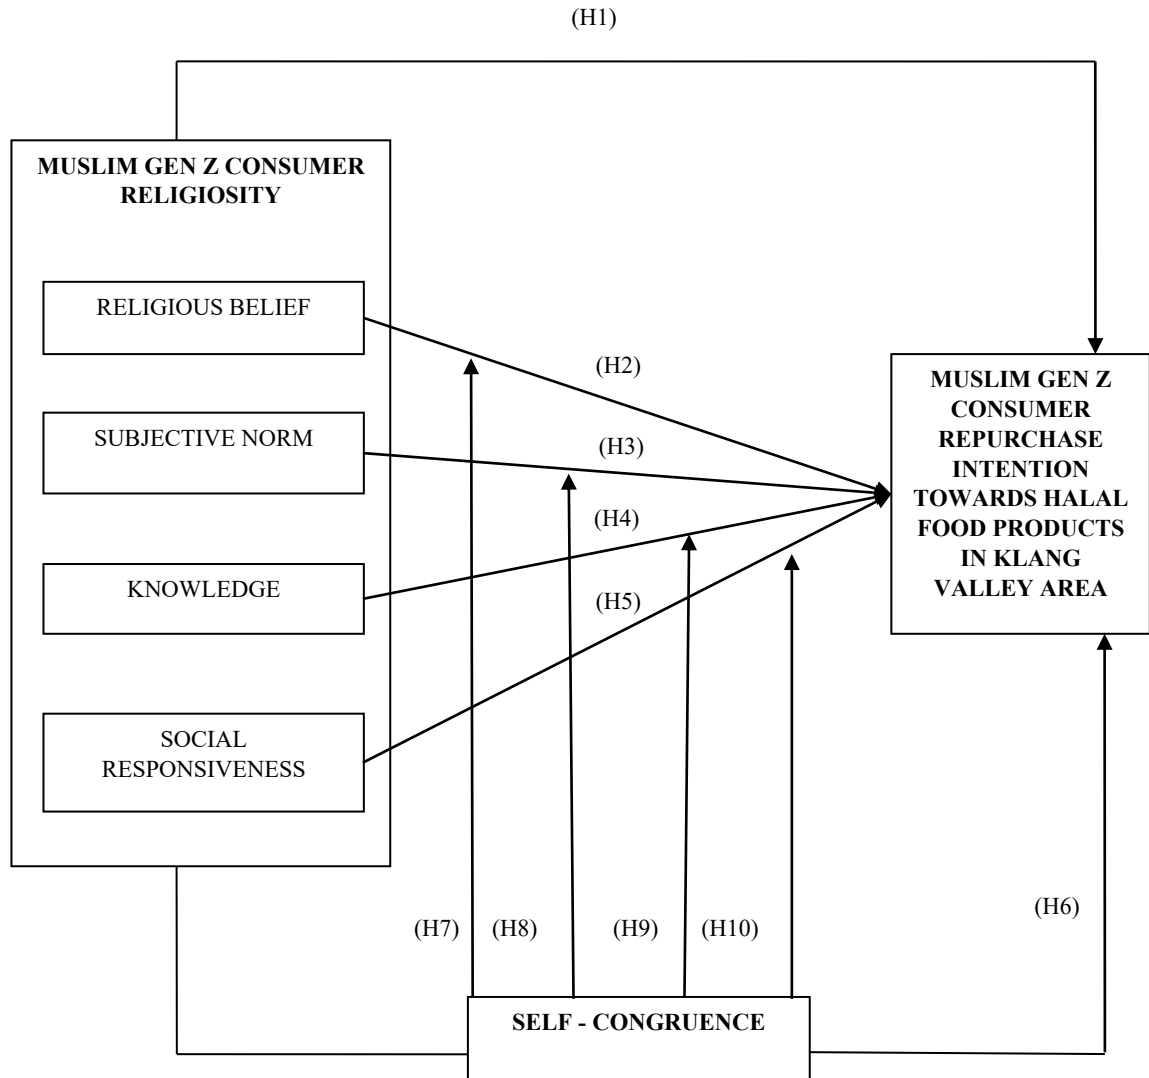 (H1)
MUSLIM GEN Z CONSUMER
RELIGIOSITY
RELIGIOUS BELIEF
(H2)
MUSLIM GEN Z
CONSUMER
REPURCHASE
INTENTION
TOWARDS HALAL
FOOD PRODUCTS
IN KLANG
VALLEY AREA
SUBJECTIVE NORM
(H3)
(H4)
KNOWLEDGE
(H5)
SOCIAL
RESPONSIVENESS
(H6)
(H7)
(H8)
(H9)
(H10)
SELF - CONGRUENCE